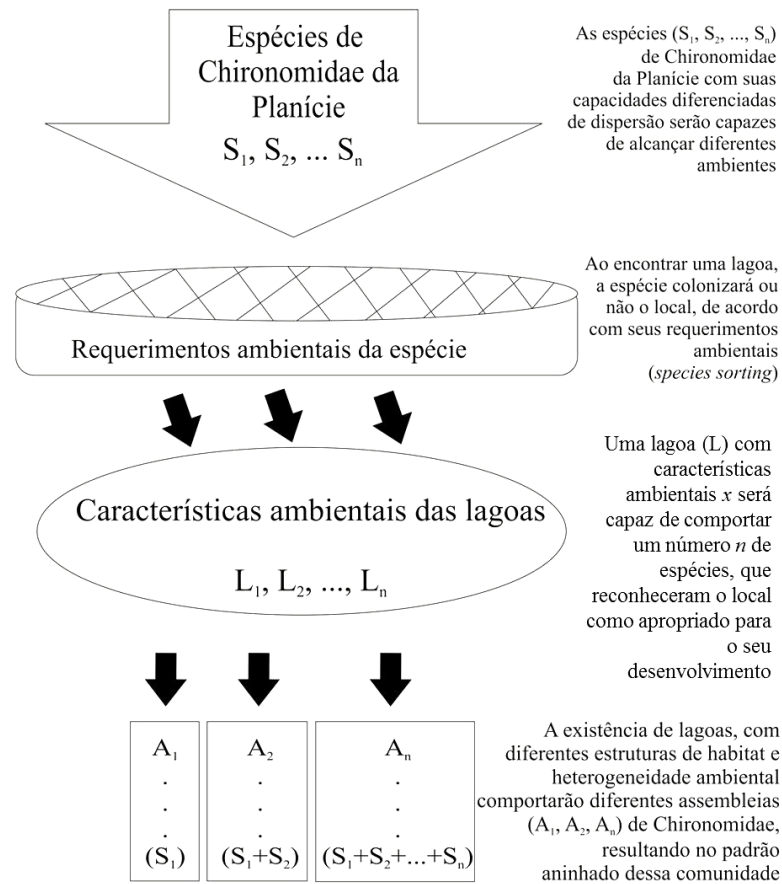 Espécies de
Chironomidae da
Planície
S₁, S₂, ... Sₙ
As espécies (S₁, S₂, ..., Sₙ)
de Chironomidae
da Planície com suas
capacidades diferenciadas
de dispersão serão capazes
de alcançar diferentes
ambientes
Requerimentos ambientais da espécie
Ao encontrar uma lagoa,
a espécie colonizará ou
não o local, de acordo
com seus requerimentos
ambientais
(species sorting)
Características ambientais das lagoas
L₁, L₂, ..., Lₙ
Uma lagoa (L) com
características
ambientais x será
capaz de comportar
um número n de
espécies, que
reconheceram o local
como apropriado para
o seu
desenvolvimento
A₁
.
.
.
(S₁)
A₂
.
.
.
(S₁+S₂)
Aₙ
.
.
.
(S₁+S₂+...+Sₙ)
A existência de lagoas, com
diferentes estruturas de habitat e
heterogeneidade ambiental
comportarão diferentes assembleias
(A₁, A₂, Aₙ) de Chironomidae,
resultando no padrão
aninhado dessa comunidade